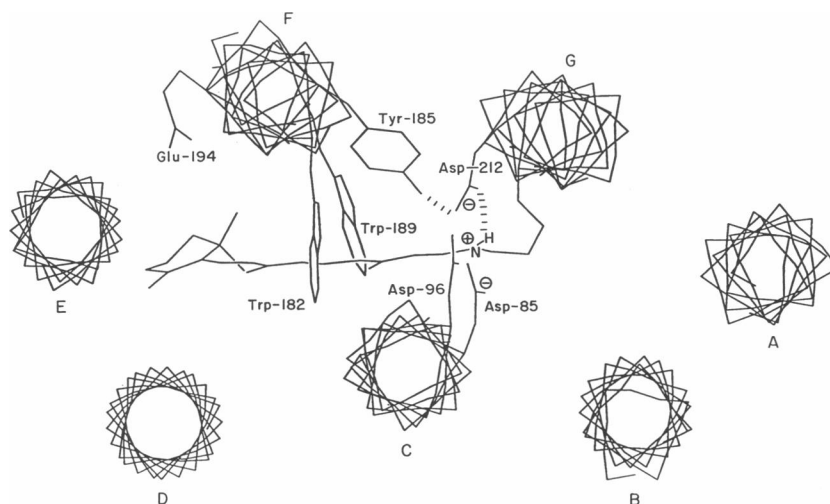 F
G
Tyr-185
Glu-194
Asp-212
⊖
Trp-189
H
⊕
N
E
Trp-182
Asp-96
⊖
Asp-85
A
C
D
B